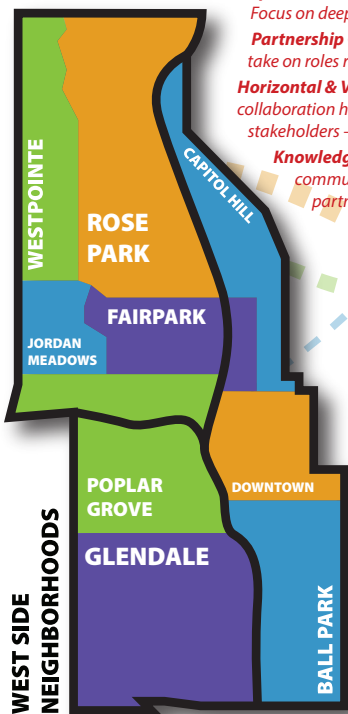 Focus on deep
Partnership
take on roles
Horizontal & V
collaboration h
stakeholders –
Knowledg
commu
partn
WESTPOINTE
ROSE
PARK
CAPITOL HILL
FAIRPARK
JORDAN
MEADOWS
POPLAR
GROVE
DOWNTOWN
GLENDALE
BALL PARK
WEST SIDE
NEIGHBORHOODS